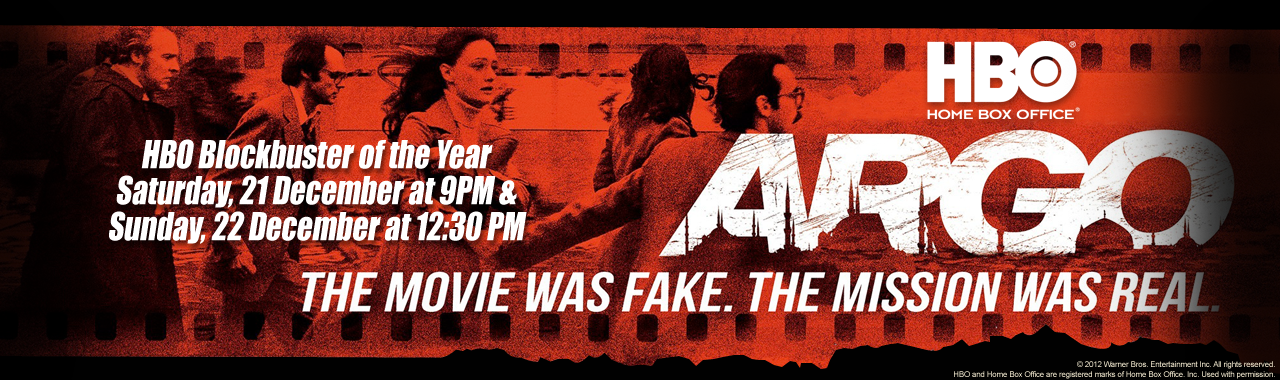 HBO®
HOME BOX OFFICE®
ARGO
HBO Blockbuster of the Year
Saturday, 21 December at 9PM &
Sunday, 22 December at 12:30 PM
THE MOVIE WAS FAKE. THE MISSION WAS REAL.
© 2012 Warner Bros. Entertainment Inc. All rights reserved.
HBO and Home Box Office are registered marks of Home Box Office. Inc. Used with permission.